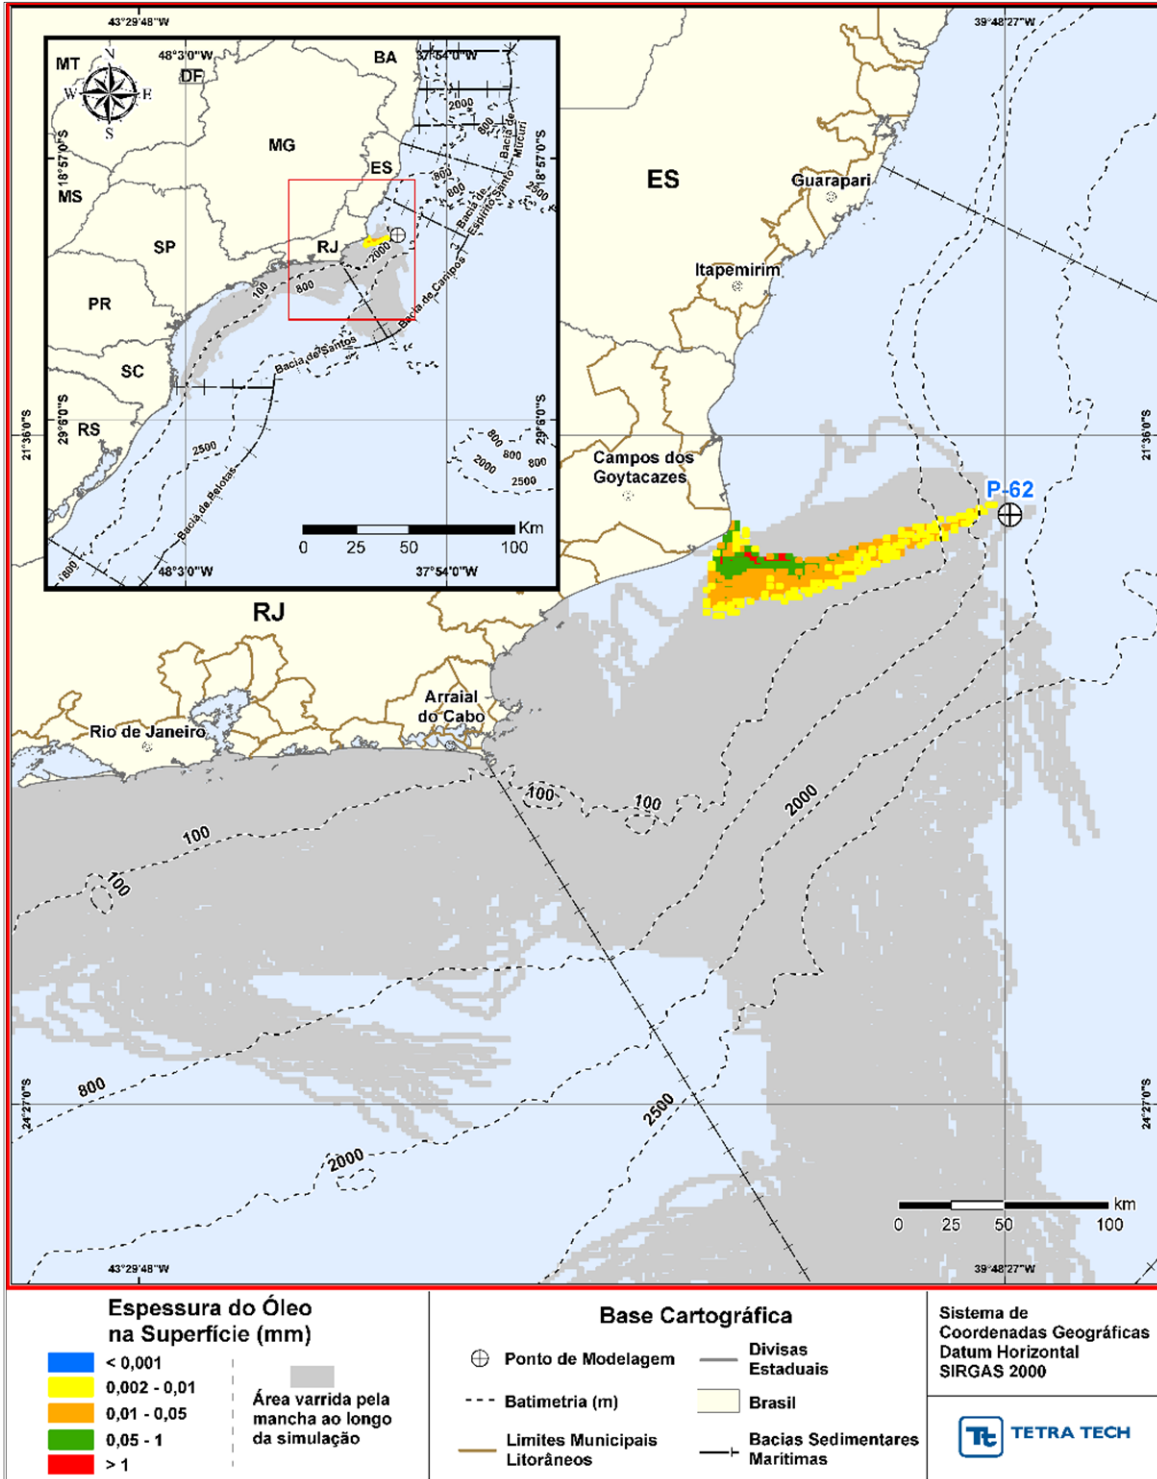 43°29'48"W
39°48'27"W
48°3'0"W
37°54'0"W
MT
N
W
E
S
DF
BA
MG
ES
MS
SP
RJ
PR
SC
RS
18°57'0"S
18°57'0"S
29°6'0"S
29°6'0"S
2000
800
Bacia de
Mucuri
800
800
2500
Bacia de
Espírito Santo
2000
100
800
Bacia de Campos
Bacia de Santos
2500
Bacia de Pelotas
1800
800
800
800
2000
2500
Km
0
25
50
100
48°3'0"W
37°54'0"W
ES
Guarapari
Itapemirim
21°36'0"S
21°36'0"S
Campos dos
Goytacazes
P-62
RJ
Arraial
do Cabo
Rio de Janeiro
100
100
100
100
2000
800
2500
2000
24°27'0"S
24°27'0"S
km
0
25
50
100
43°29'48"W
39°48'27"W
Espessura do Óleo
na Superfície (mm)
< 0,001
0,002 - 0,01
0,01 - 0,05
0,05 - 1
> 1
Área varrida pela
mancha ao longo
da simulação
Base Cartográfica
Ponto de Modelagem
Batimetria (m)
Limites Municipais
Litorâneos
Divisas
Estaduais
Brasil
Bacias Sedimentares
Maritimas
Sistema de
Coordenadas Geográficas
Datum Horizontal
SIRGAS 2000
Tt
TETRA TECH